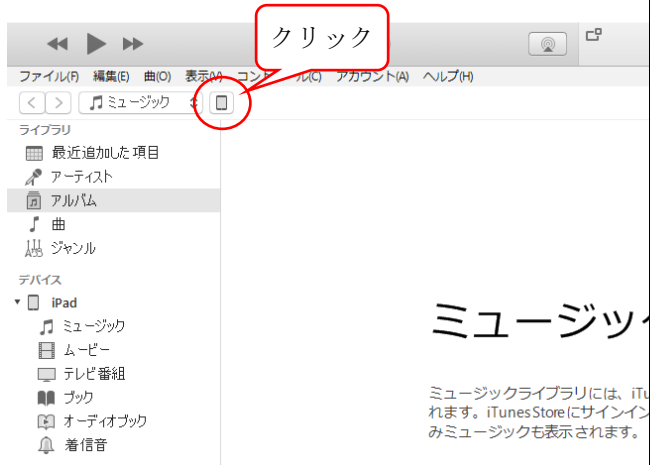 クリック
ファイル(F) 編集(E) 曲(O) 表示(V) コント ール(C) アカウント(A) ヘルプ(H)
ミュージック
ライブラリ
最近追加した項目
アーティスト
アルバム
曲
ジャンル
デバイス
iPad
ミュージック
ムービー
テレビ番組
ブック
オーディオブック
着信音
ミュージック
ミュージックライブラリには、iTu
れます。iTunes Storeにサインイン
みミュージックも表示されます。